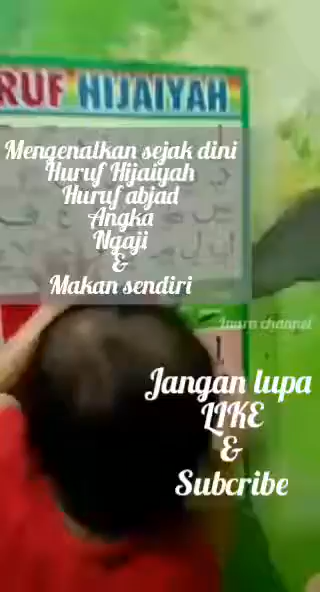 RUF HIJAIYAH
Mengenalkan sejak dini
Huruf Hijaiyah
Huruf abjad
Angka
Ngaji
&
Makan sendiri
Jangan lupa
LIKE
&
Subcribe